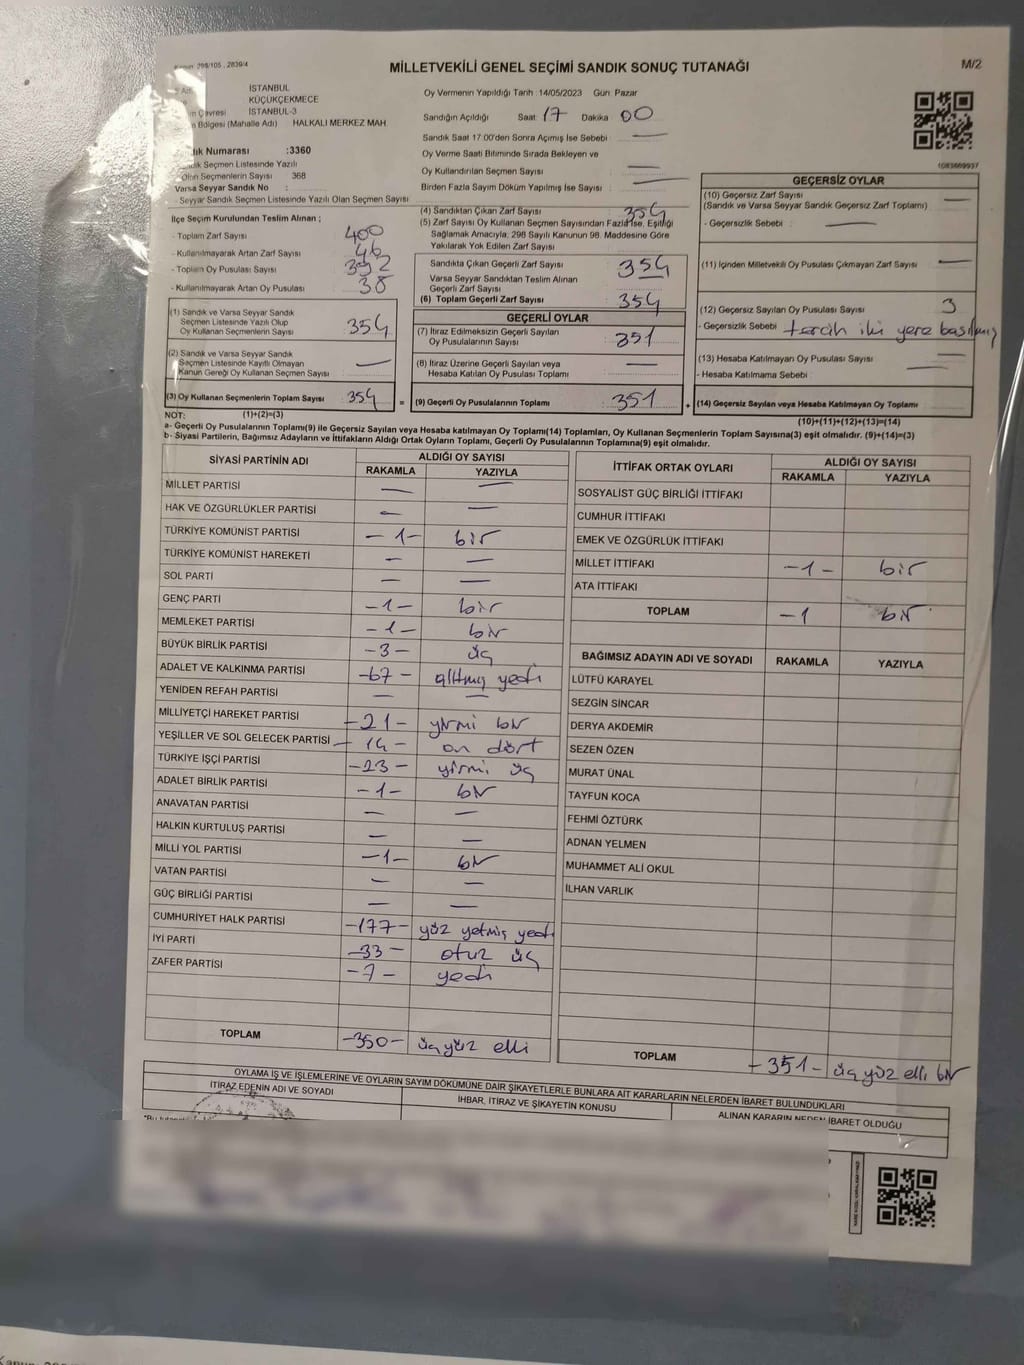 Kanun: 298/105 , 2839/4
MİLLETVEKİLİ GENEL SEÇİMİ SANDIK SONUÇ TUTANAĞI
M/2
Adı İSTANBUL
KÜÇÜKÇEKMECE
Çevresi İSTANBUL-3
Bölgesi (Mahalle Adı) HALKALI MERKEZ MAH.
Numarası :3360
Seçmen Listesinde Yazılı
Olan Seçmenlerin Sayısı 368
Varsa Seyyar Sandık No :
Seyyar Sandık Listesinde Yazılı Olan Seçmen Sayısı
İlçe Seçim Kurulundan Teslim Alınan ;
- Toplam Zarf Sayısı 400
- Kullanılmayarak Artan Zarf Sayısı 46
- Toplam Oy Pusulası Sayısı 392
- Kullanılmayarak Artan Oy Pusulası 38
Oy Vermenin Yapıldığı Tarih :14/05/2023 Gün: Pazar
Sandığın Açıldığı Saat 17 Dakika 00
Sandık Saat 17:00'den Sonra Açılmış İse Sebebi : —
Oy Verme Saati Bitiminde Sırada Bekleyen ve
Oy Kullandırılan Seçmen Sayısı : —
Birden Fazla Sayım Döküm Yapılmış İse Sayısı : —
(4) Sandıktan Çıkan Zarf Sayısı 354
(5) Zarf Sayısı Oy Kullanan Seçmen Sayısından Fazla İse, Eşitliği
Sağlamak Amacıyla, 298 Sayılı Kanunun 98. Maddesine Göre
Yakılarak Yok Edilen Zarf Sayısı
Sandıkta Çıkan Geçerli Zarf Sayısı 354
Varsa Seyyar Sandıktan Teslim Alınan
Geçerli Zarf Sayısı
(6) Toplam Geçerli Zarf Sayısı 354
1083669937
GEÇERSİZ OYLAR
(10) Geçersiz Zarf Sayısı
(Sandık ve Varsa Seyyar Sandık Geçersiz Zarf Toplamı)
- Geçersizlik Sebebi : —
(11) İçinden Milletvekili Oy Pusulası Çıkmayan Zarf Sayısı —
(12) Geçersiz Sayılan Oy Pusulası Sayısı 3
- Geçersizlik Sebebi tercih iki yere basılmış
(13) Hesaba Katılmayan Oy Pusulası Sayısı —
- Hesaba Katılmama Sebebi : —
(14) Geçersiz Sayılan veya Hesaba Katılmayan Oy Toplamı
(10)+(11)+(12)+(13)=(14)
(1) Sandık ve Varsa Seyyar Sandık
Seçmen Listesinde Yazılı Olup
Oy Kullanan Seçmenlerin Sayısı 354
(2) Sandık ve Varsa Seyyar Sandık
Seçmen Listesinde Kayıtlı Olmayan
Kanun Gereği Oy Kullanan Seçmen Sayısı —
(3) Oy Kullanan Seçmenlerin Toplam Sayısı 354 =
GEÇERLİ OYLAR
(7) İtiraz Edilmeksizin Geçerli Sayılan
Oy Pusulalarının Sayısı : 351
(8) İtiraz Üzerine Geçerli Sayılan veya
Hesaba Katılan Oy Pusulası Toplamı —
(9) Geçerli Oy Pusulalarının Toplamı 351 +
NOT: (1)+(2)=(3)
a- Geçerli Oy Pusulalarının Toplamı(9) ile Geçersiz Sayılan veya Hesaba katılmayan Oy Toplamı(14) Toplamları, Oy Kullanan Seçmenlerin Toplam Sayısına(3) eşit olmalıdır. (9)+(14)=(3)
b- Siyasi Partilerin, Bağımsız Adayların ve İttifakların Aldığı Ortak Oyların Toplamı, Geçerli Oy Pusulalarının Toplamına(9) eşit olmalıdır.
SİYASİ PARTİNİN ADI ALDIĞI OY SAYISI
RAKAMLA YAZIYLA
MİLLET PARTİSİ — —
HAK VE ÖZGÜRLÜKLER PARTİSİ — —
TÜRKİYE KOMÜNİST PARTİSİ -1- bir
TÜRKİYE KOMÜNİST HAREKETİ — —
SOL PARTİ — —
GENÇ PARTİ -1- bir
MEMLEKET PARTİSİ -1- bir
BÜYÜK BİRLİK PARTİSİ -3- üç
ADALET VE KALKINMA PARTİSİ -67- altmış yedi
YENİDEN REFAH PARTİSİ — —
MİLLİYETÇİ HAREKET PARTİSİ -21- yirmi bir
YEŞİLLER VE SOL GELECEK PARTİSİ -14- on dört
TÜRKİYE İŞÇİ PARTİSİ -23- yirmi üç
ADALET BİRLİK PARTİSİ -1- bir
ANAVATAN PARTİSİ — —
HALKIN KURTULUŞ PARTİSİ — —
MİLLİ YOL PARTİSİ -1- bir
VATAN PARTİSİ — —
GÜÇ BİRLİĞİ PARTİSİ — —
CUMHURİYET HALK PARTİSİ -177- yüz yetmiş yedi
İYİ PARTİ -33- otuz üç
ZAFER PARTİSİ -7- yedi
TOPLAM -350- üç yüz elli
İTTİFAK ORTAK OYLARI ALDIĞI OY SAYISI
RAKAMLA YAZIYLA
SOSYALİST GÜÇ BİRLİĞİ İTTİFAKI
CUMHUR İTTİFAKI
EMEK VE ÖZGÜRLÜK İTTİFAKI
MİLLET İTTİFAKI -1- bir
ATA İTTİFAKI
TOPLAM -1 bir
BAĞIMSIZ ADAYIN ADI VE SOYADI RAKAMLA YAZIYLA
LÜTFÜ KARAYEL
SEZGİN SİNCAR
DERYA AKDEMİR
SEZEN ÖZEN
MURAT ÜNAL
TAYFUN KOCA
FEHMİ ÖZTÜRK
ADNAN YELMEN
MUHAMMET ALİ OKUL
İLHAN VARLIK
TOPLAM -351- üç yüz elli bir
OYLAMA İŞ VE İŞLEMLERİNE VE OYLARIN SAYIM DÖKÜMÜNE DAİR ŞİKAYETLERLE BUNLARA AİT KARARLARIN NELERDEN İBARET BULUNDUKLARI
İTİRAZ EDENİN ADI VE SOYADI
İHBAR, İTİRAZ VE ŞİKAYETİN KONUSU
ALINAN KARARIN NEDEN İBARET OLDUĞU